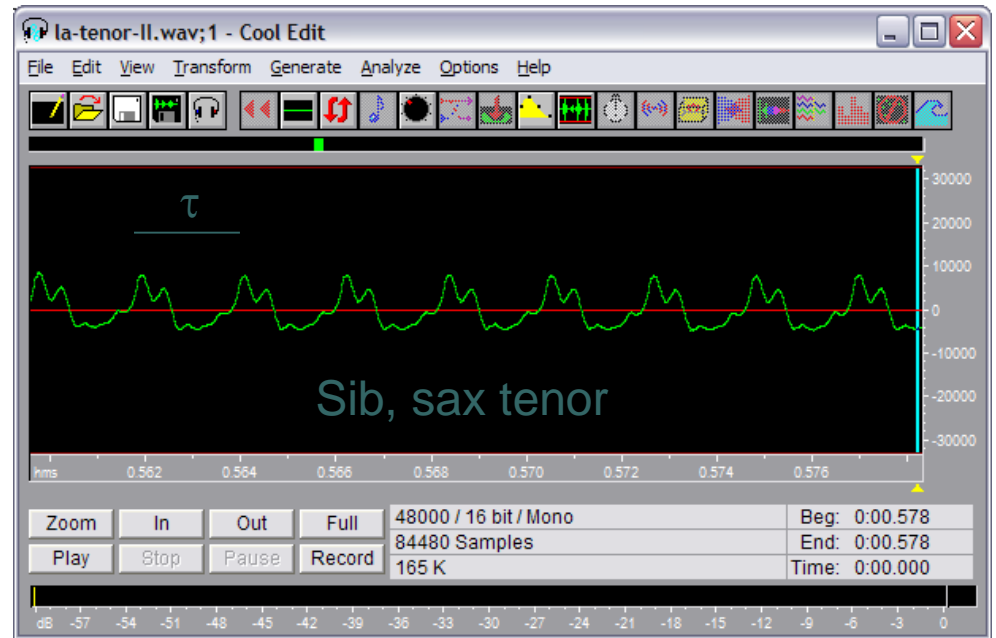 la-tenor-II.wav;1 - Cool Edit
File Edit View Transform Generate Analyze Options Help
30000
τ
20000
10000
0
-10000
Sib, sax tenor
-20000
-30000
hms 0.562 0.564 0.566 0.568 0.570 0.572 0.574 0.576
Zoom In Out Full 48000 / 16 bit / Mono Beg: 0:00.578
84480 Samples End: 0:00.578
Play Stop Pause Record 165 K Time: 0:00.000
dB -57 -54 -51 -48 -45 -42 -39 -36 -33 -30 -27 -24 -21 -18 -15 -12 -9 -6 -3 0